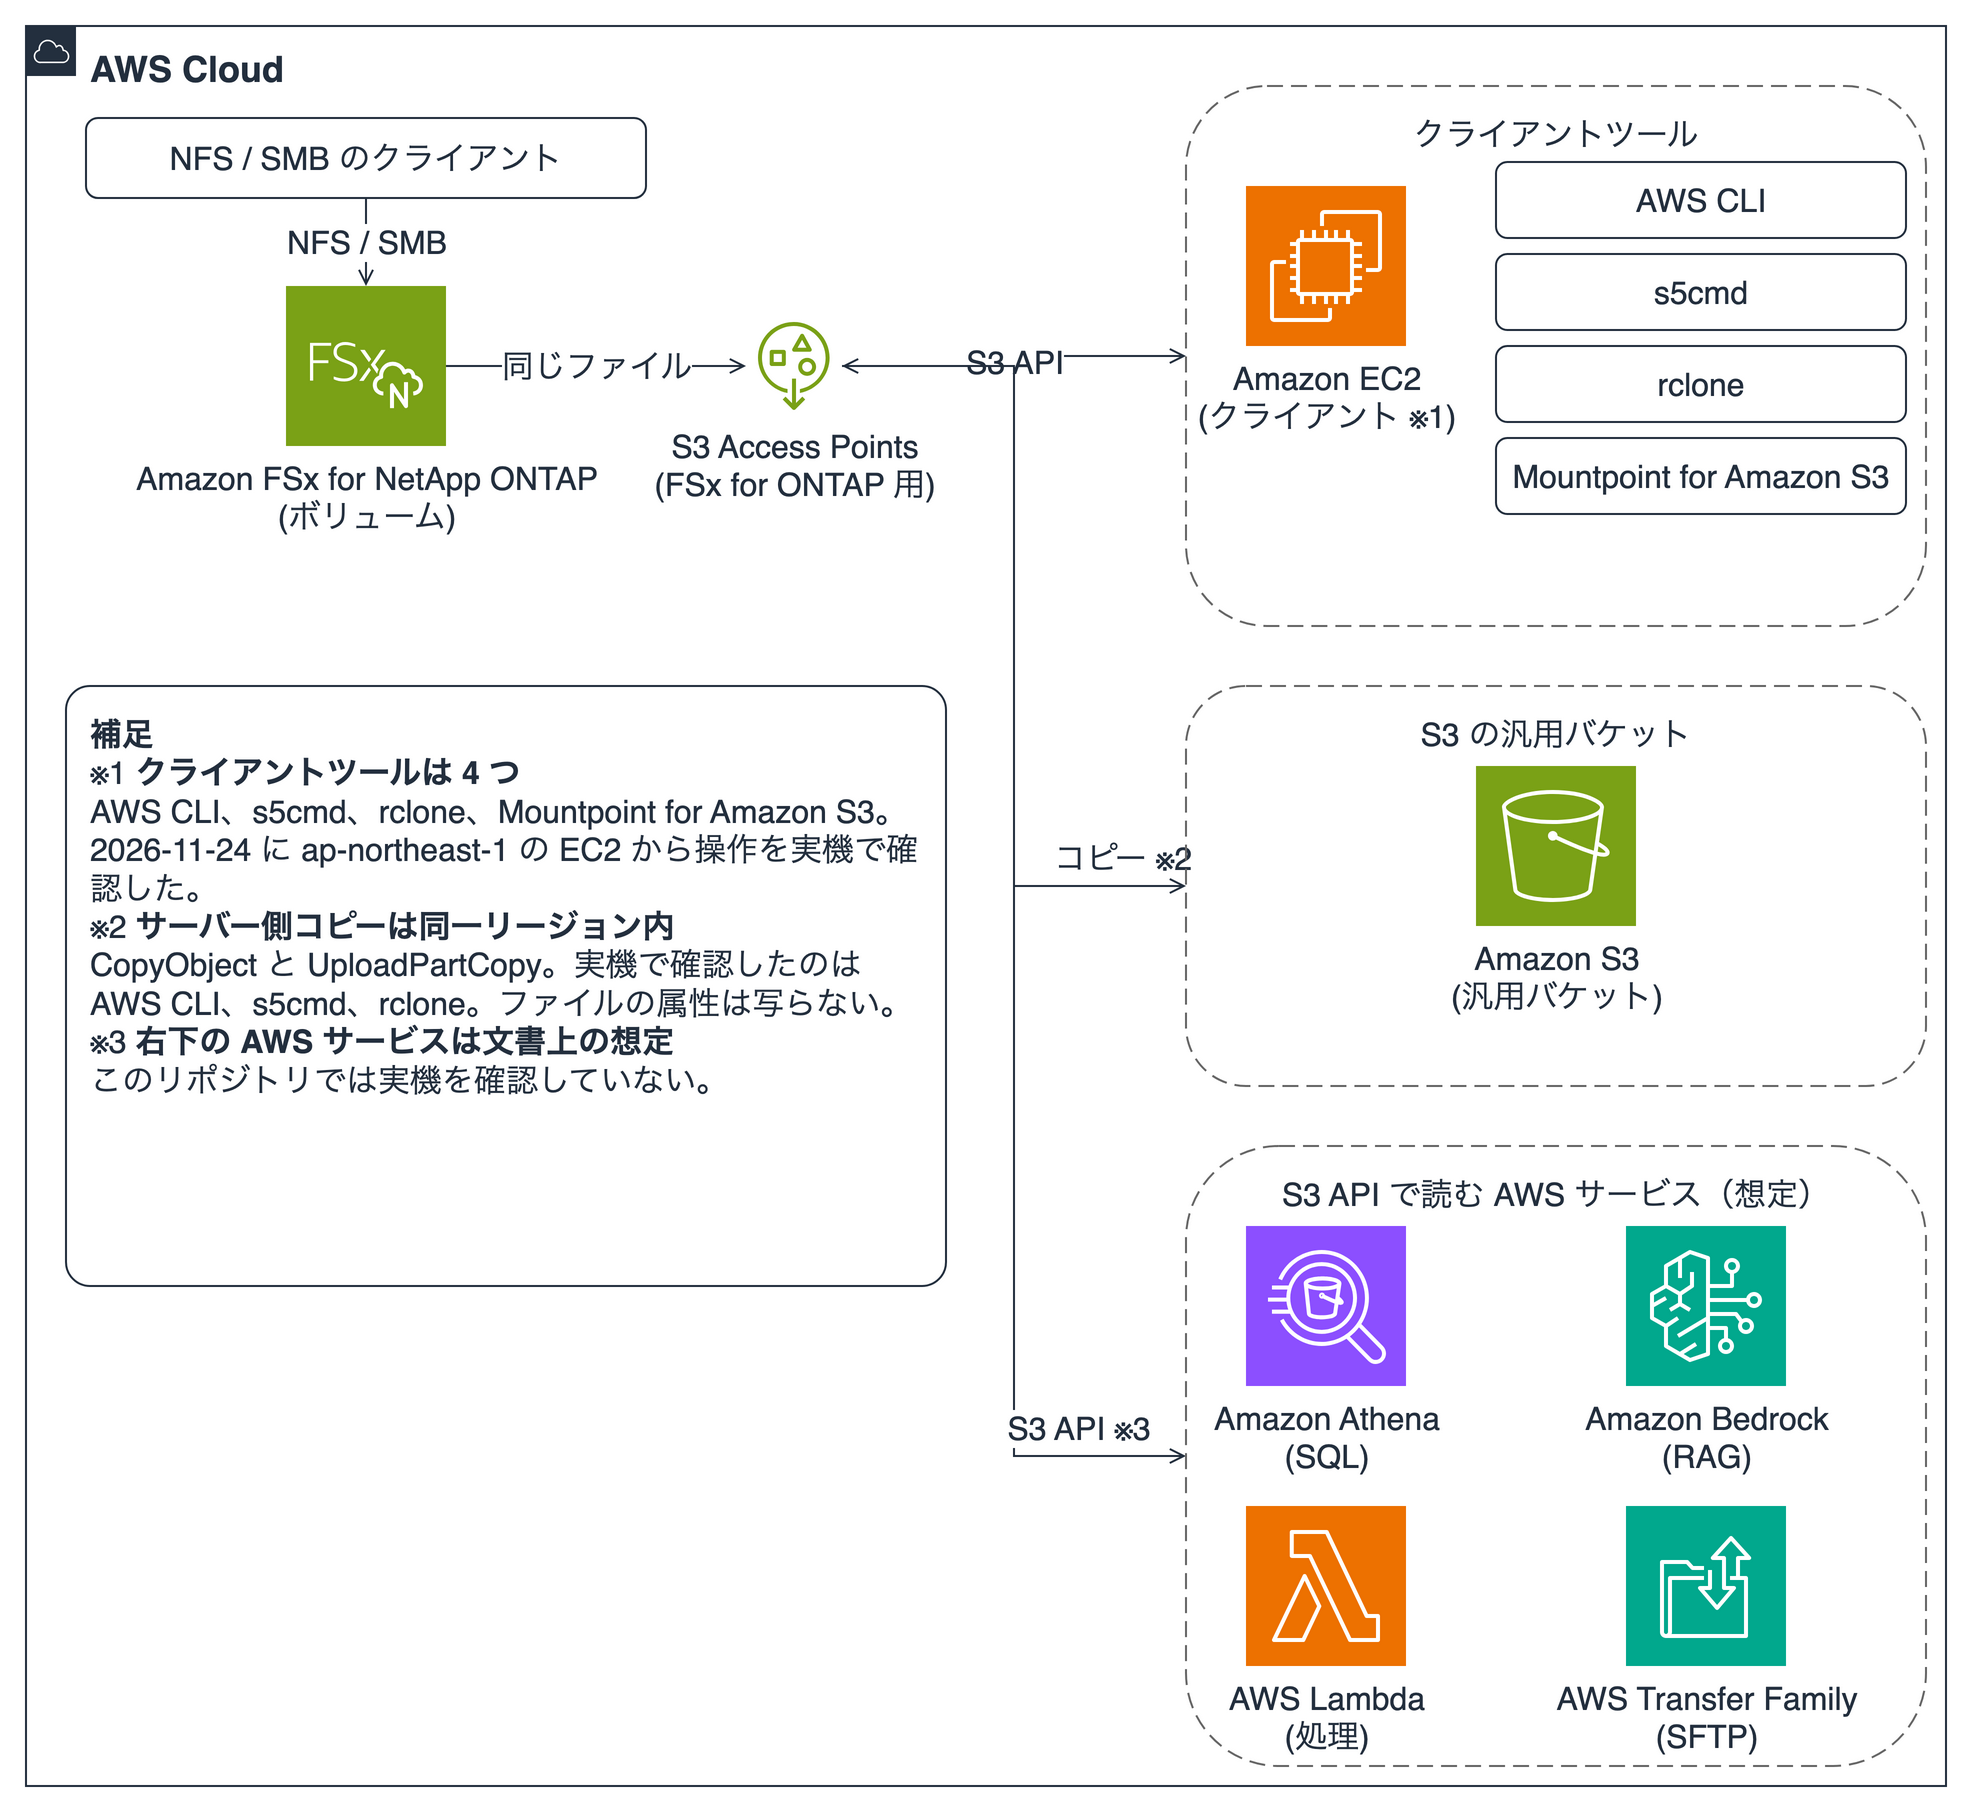 AWS Cloud
NFS / SMB のクライアント
NFS / SMB
FSx
N
Amazon FSx for NetApp ONTAP
(ボリューム)
同じファイル
S3 Access Points
(FSx for ONTAP 用)
S3 API
クライアントツール
Amazon EC2
(クライアント ※1)
AWS CLI
s5cmd
rclone
Mountpoint for Amazon S3
補足
※1 クライアントツールは 4 つ
AWS CLI、s5cmd、rclone、Mountpoint for Amazon S3。
2026-11-24 に ap-northeast-1 の EC2 から操作を実機で確
認した。
※2 サーバー側コピーは同一リージョン内
CopyObject と UploadPartCopy。実機で確認したのは
AWS CLI、s5cmd、rclone。ファイルの属性は写らない。
※3 右下の AWS サービスは文書上の想定
このリポジトリでは実機を確認していない。
コピー ※2
S3 の汎用バケット
Amazon S3
(汎用バケット)
S3 API ※3
S3 API で読む AWS サービス（想定）
Amazon Athena
(SQL)
Amazon Bedrock
(RAG)
AWS Lambda
(処理)
AWS Transfer Family
(SFTP)